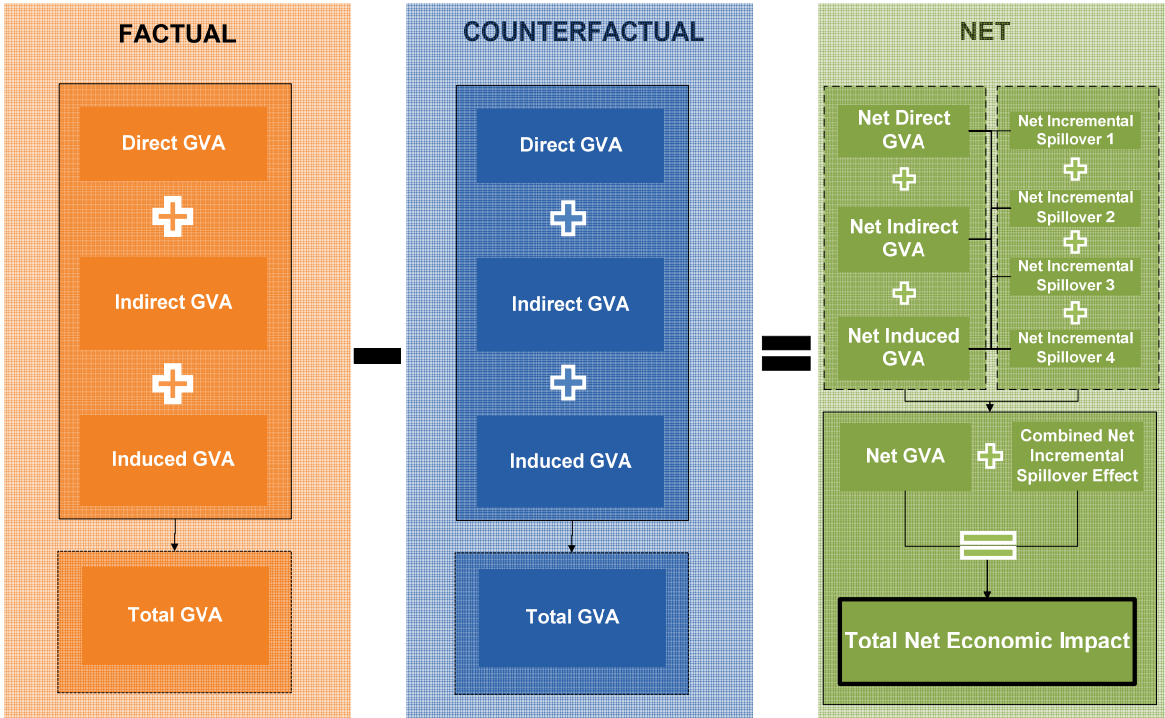 FACTUAL
Direct GVA
Indirect GVA
Induced GVA
Total GVA
COUNTERFACTUAL
Direct GVA
Indirect GVA
Induced GVA
Total GVA
NET
Net Direct
GVA
Net Indirect
GVA
Net Induced
GVA
Net Incremental
Spillover 1
Net Incremental
Spillover 2
Net Incremental
Spillover 3
Net Incremental
Spillover 4
Net GVA
Combined Net
Incremental
Spillover Effect
Total Net Economic Impact